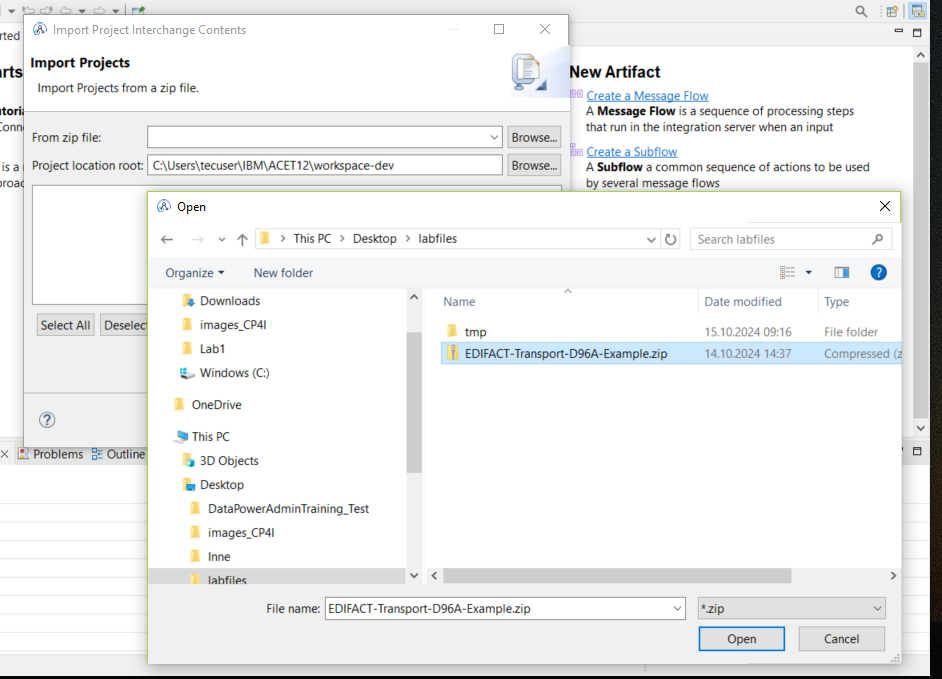 orted
Import Project Interchange Contents
Import Projects
Import Projects from a zip file.
arts
New Artifact
Create a Message Flow
utoria
A Message Flow is a sequence of processing steps
Conne
that run in the integration server when an input
From zip file:
Browse...
Create a Subflow
Project location root:
C:\Users\tecuser\IBM\ACET12\workspace-dev
Browse...
is a r
A Subflow a common sequence of actions to be used
roac
by several message flows
Open
This PC
Desktop
labfiles
Search labfiles
Organize
New folder
?
Downloads
images_CP4I
Lab1
Windows (C:)
OneDrive
This PC
3D Objects
Desktop
DataPowerAdminTraining_Test
images_CP4I
Inne
labfiles
Name
Date modified
Type
tmp
15.10.2024 09:16
File folder
EDIFACT-Transport-D96A-Example.zip
14.10.2024 14:37
Compressed (z
Select All
Deselec
?
Problems
Outline
File name:
EDIFACT-Transport-D96A-Example.zip
*.zip
Open
Cancel